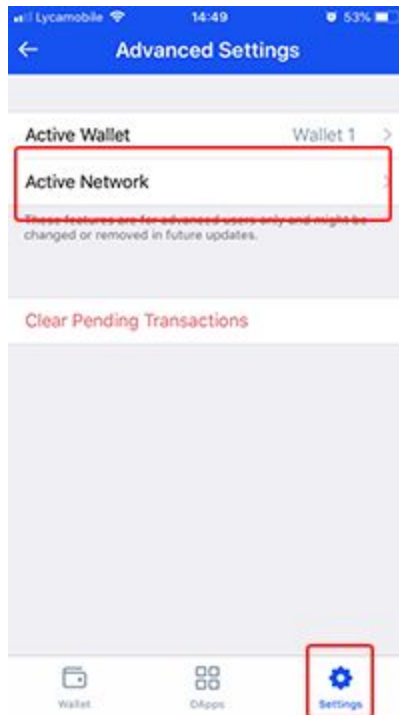 Lycamobile 14:49 53%
Advanced Settings
Active Wallet Wallet 1
Active Network
These features are for advanced users only and might be
changed or removed in future updates.
Clear Pending Transactions
Wallet DApps Settings